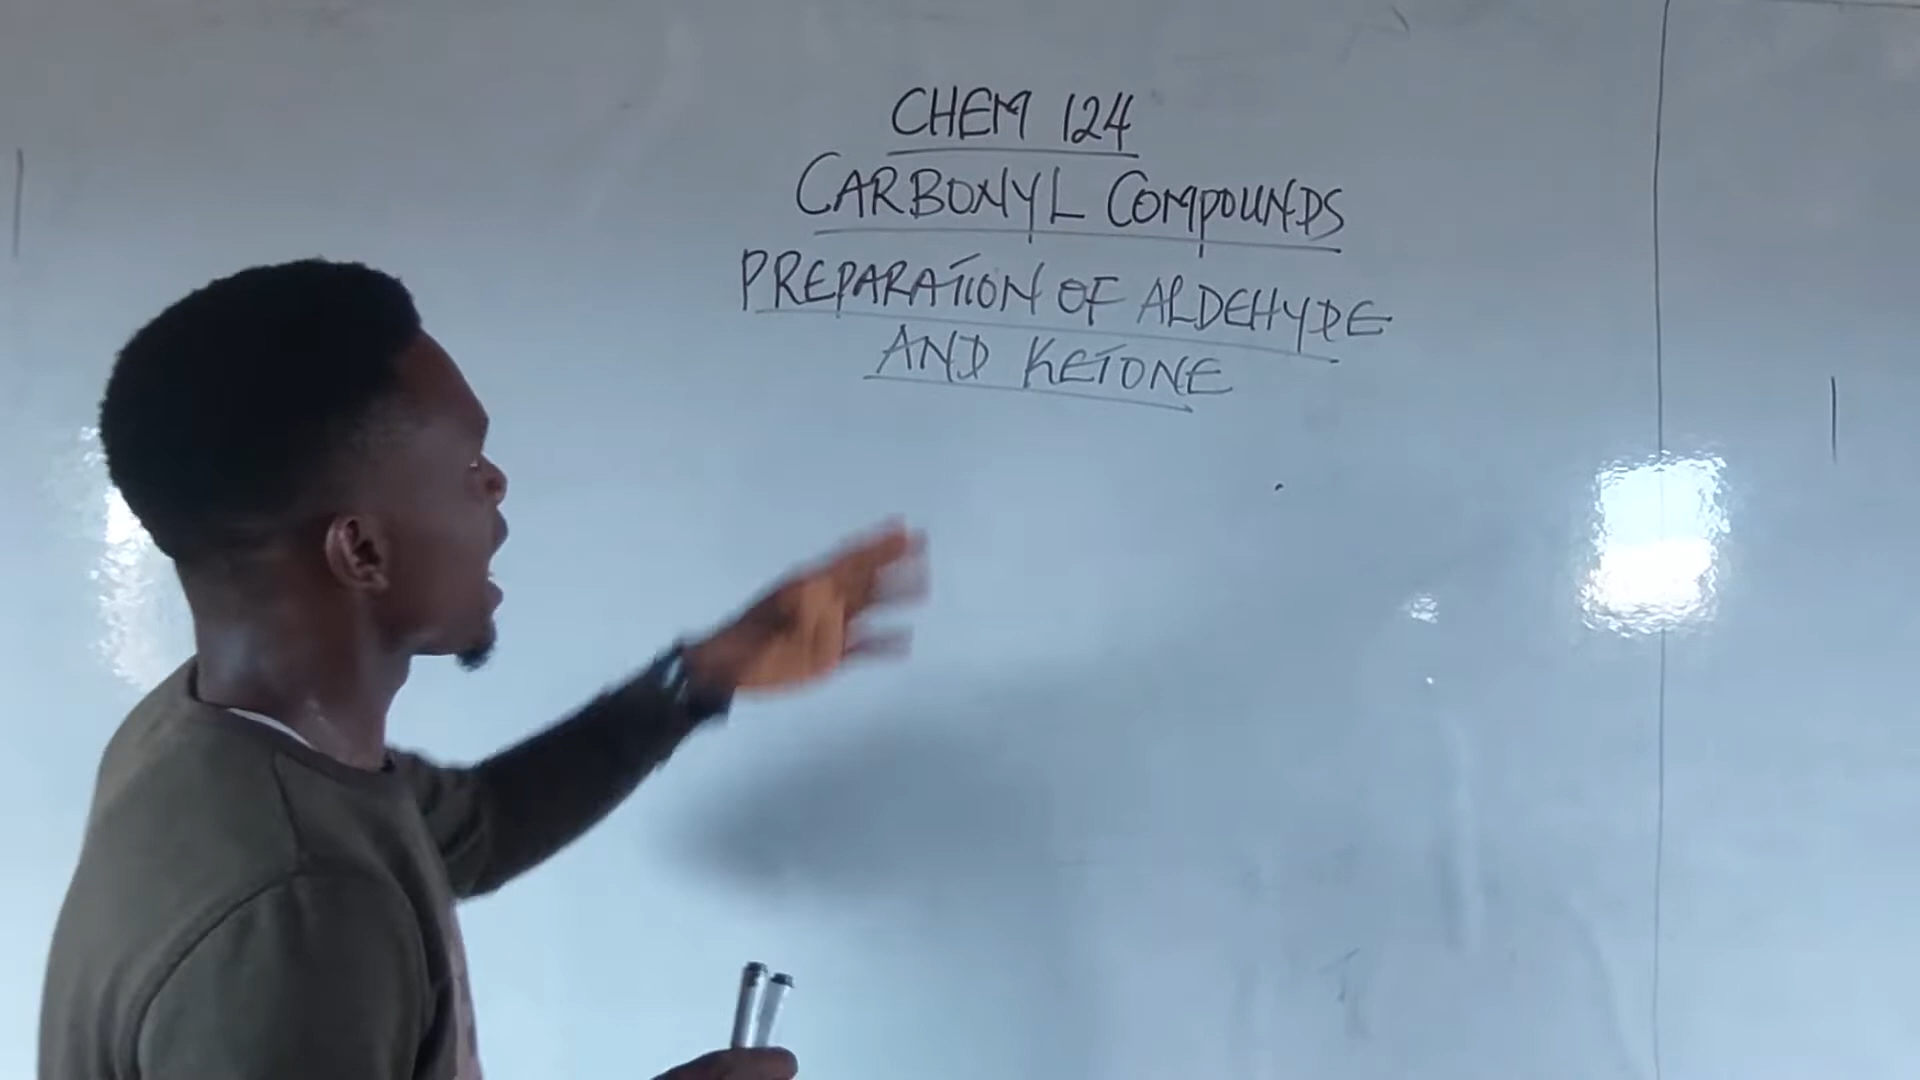 CHEM 124
CARBONYL COMPOUNDS
PREPARATION OF ALDEHYDE
AND KETONE